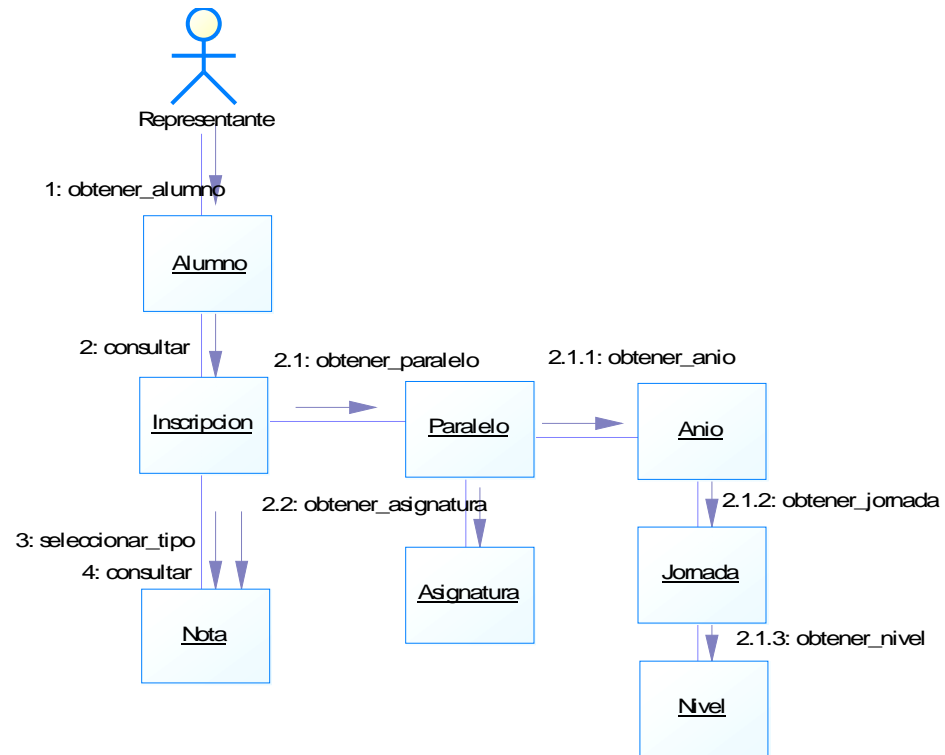 Representante
1: obtener_alumno
Alumno
2: consultar
2.1: obtener_paralelo
2.1.1: obtener_anio
Inscripcion
Paralelo
Anio
2.2: obtener_asignatura
2.1.2: obtener_jornada
3: seleccionar_tipo
4: consultar
Asignatura
Jornada
Nota
2.1.3: obtener_nivel
Nivel